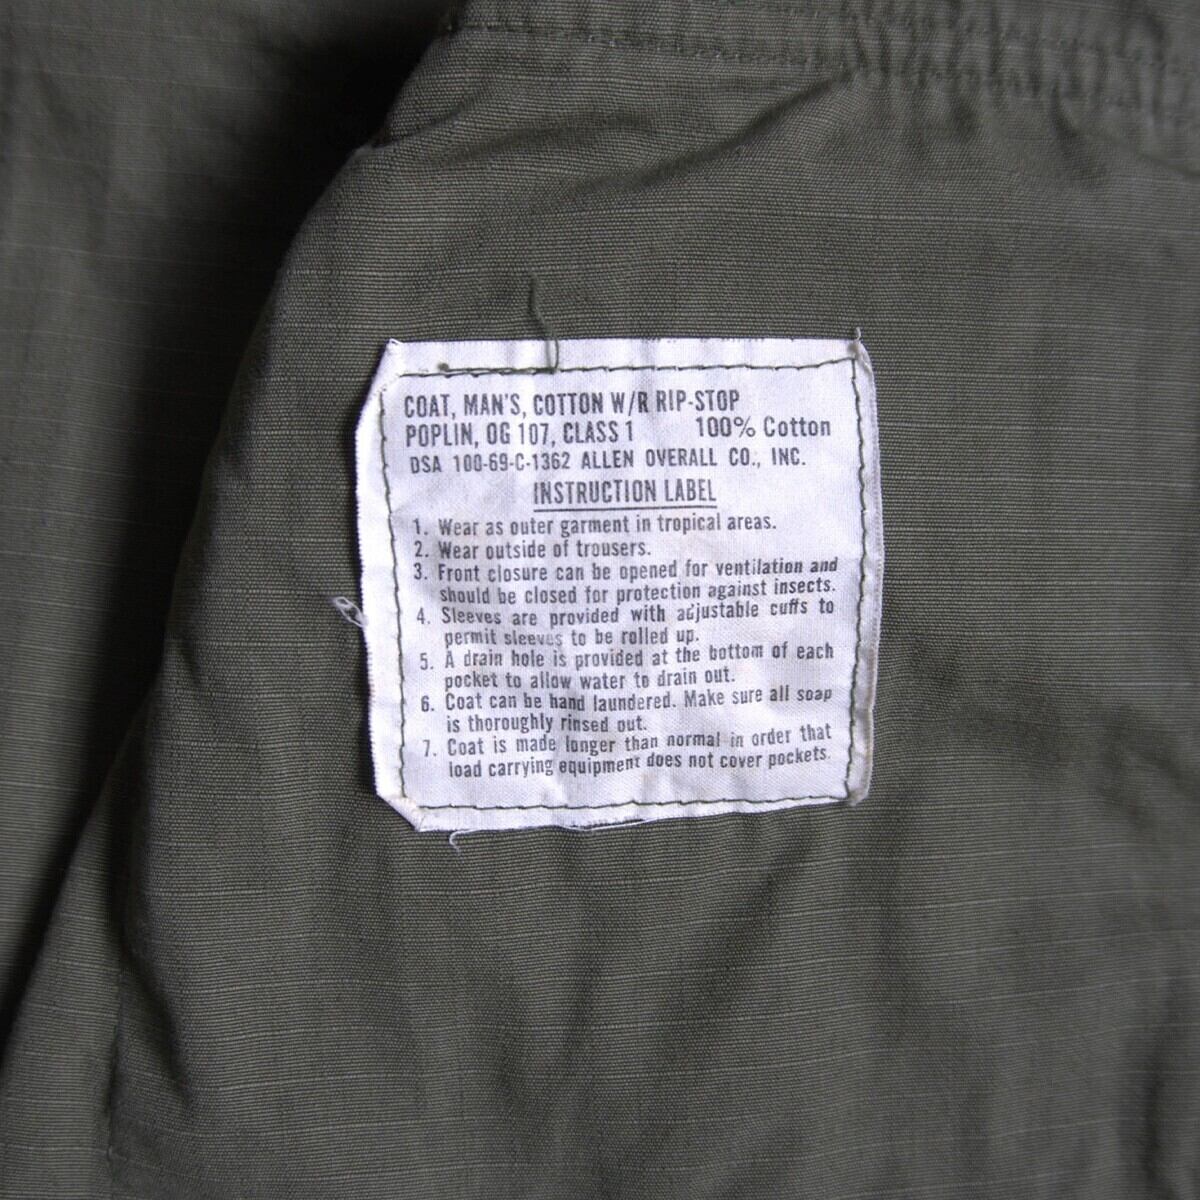 COAT, MAN'S, COTTON W/R RIP-STOP
POPLIN, OG 107, CLASS 1 100% Cotton
DSA 100-69-C-1362 ALLEN OVERALL CO., INC.
INSTRUCTION LABEL
1. Wear as outer garment in tropical areas.
2. Wear outside of trousers.
3. Front closure can be opened for ventilation and
should be closed for protection against insects.
4. Sleeves are provided with adjustable cuffs to
permit sleeves to be rolled up.
5. A drain hole is provided at the bottom of each
pocket to allow water to drain out.
6. Coat can be hand laundered. Make sure all soap
is thoroughly rinsed out.
7. Coat is made longer than normal in order that
load carrying equipment does not cover pockets.